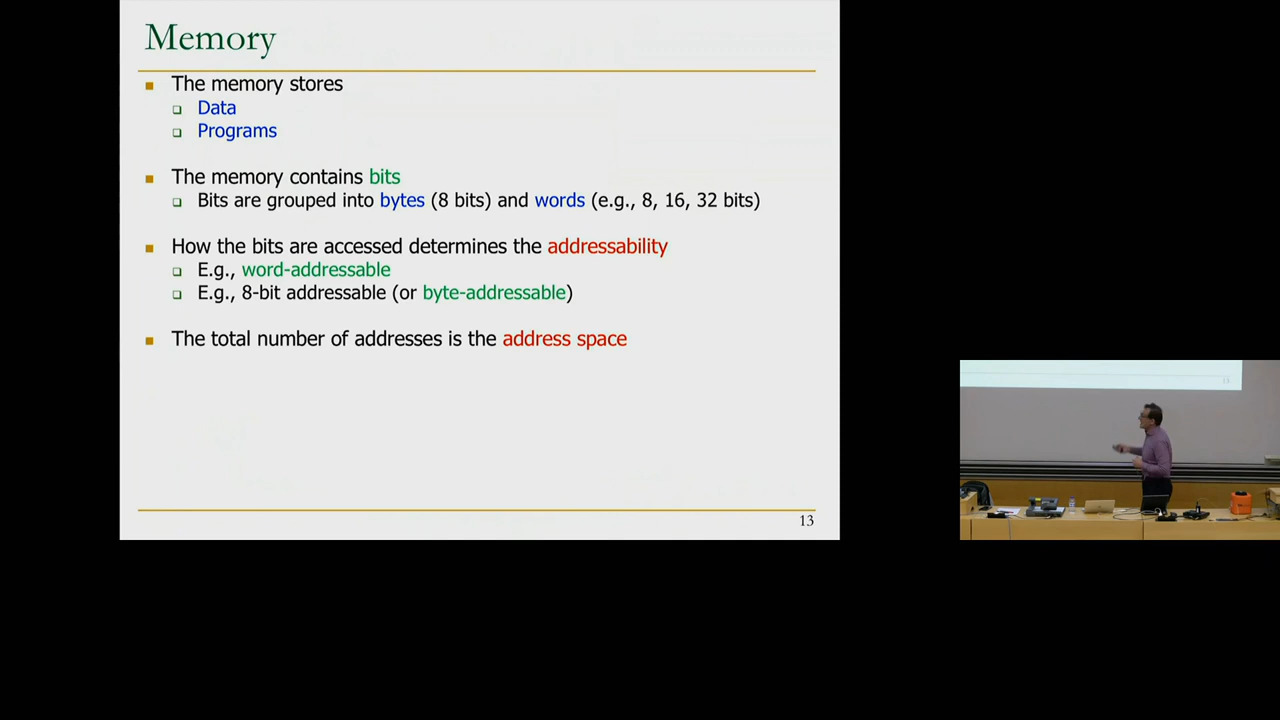 Memory
The memory stores
Data
Programs
The memory contains bits
Bits are grouped into bytes (8 bits) and words (e.g., 8, 16, 32 bits)
How the bits are accessed determines the addressability
E.g., word-addressable
E.g., 8-bit addressable (or byte-addressable)
The total number of addresses is the address space
13
13